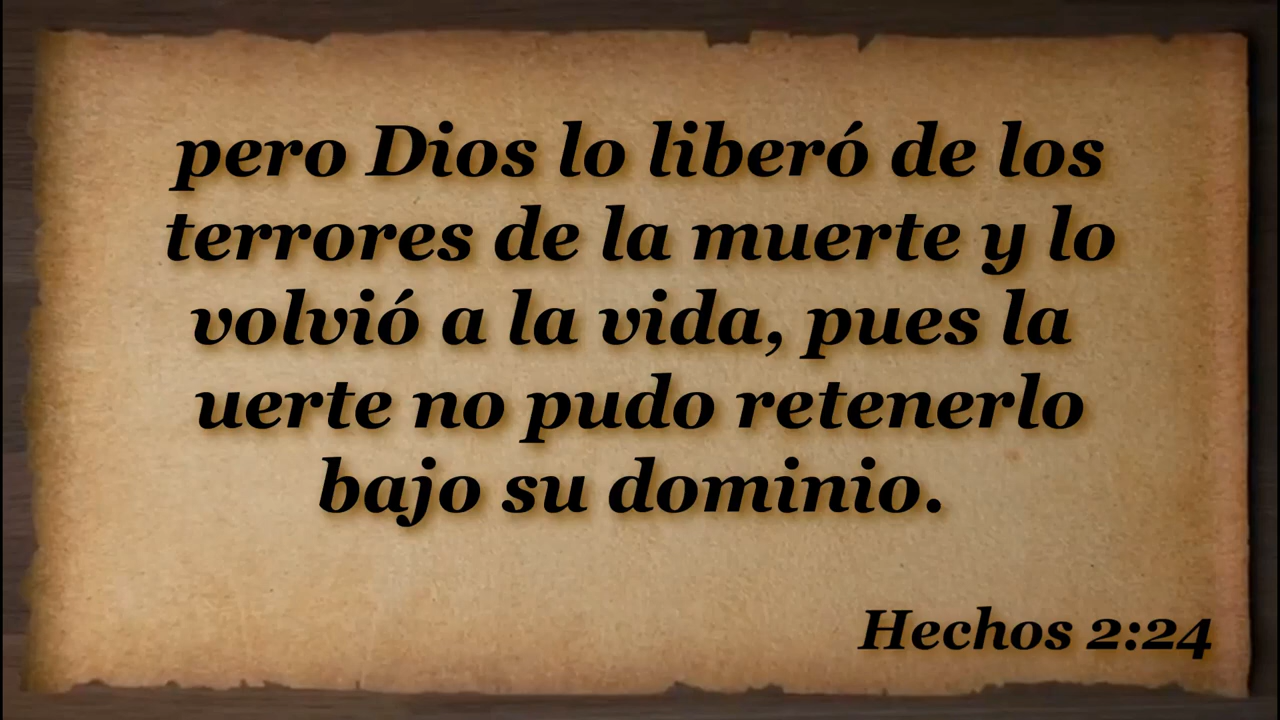 pero Dios lo liberó de los
terrores de la muerte y lo
volvió a la vida, pues la
uerte no pudo retenerlo
bajo su dominio.
Hechos 2:24